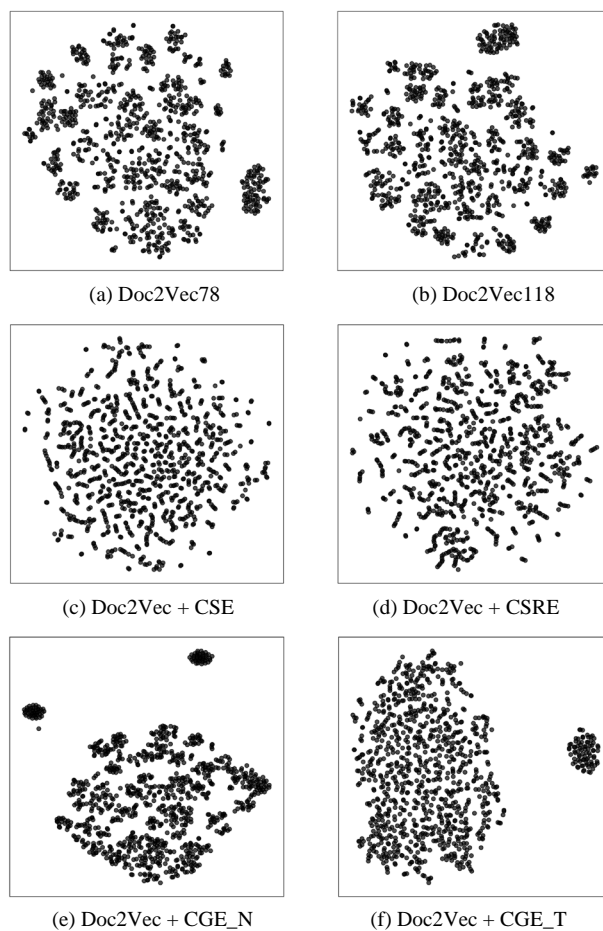 (a) Doc2Vec78
(b) Doc2Vec118
(c) Doc2Vec + CSE
(d) Doc2Vec + CSRE
(e) Doc2Vec + CGE_N
(f) Doc2Vec + CGE_T